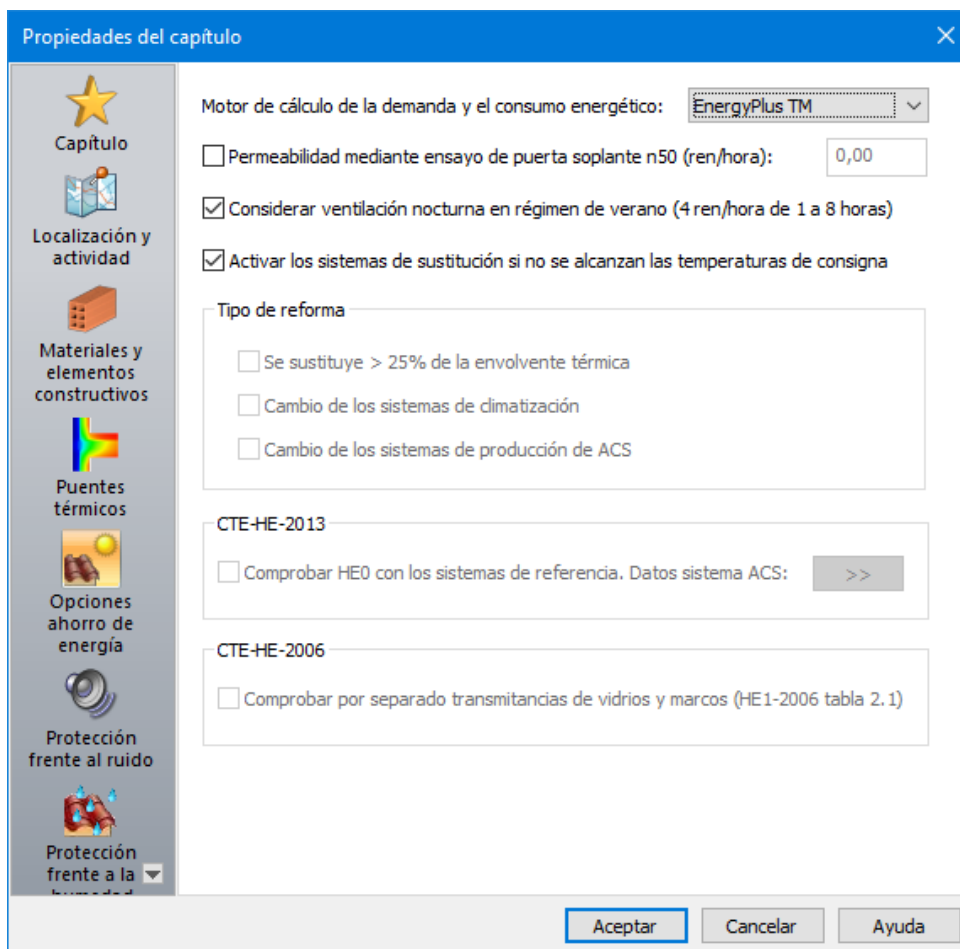 Propiedades del capítulo
Capítulo
Localización y
actividad
Materiales y
elementos
constructivos
Puentes
térmicos
Opciones
ahorro de
energía
Protección
frente al ruido
Protección
frente a la
humedad
Motor de cálculo de la demanda y el consumo energético:
EnergyPlus TM
Permeabilidad mediante ensayo de puerta soplante n50 (ren/hora):
0,00
Considerar ventilación nocturna en régimen de verano (4 ren/hora de 1 a 8 horas)
Activar los sistemas de sustitución si no se alcanzan las temperaturas de consigna
Tipo de reforma
Se sustituye > 25% de la envolvente térmica
Cambio de los sistemas de climatización
Cambio de los sistemas de producción de ACS
CTE-HE-2013
Comprobar HE0 con los sistemas de referencia. Datos sistema ACS:
>>
CTE-HE-2006
Comprobar por separado transmitancias de vidrios y marcos (HE1-2006 tabla 2.1)
Aceptar
Cancelar
Ayuda